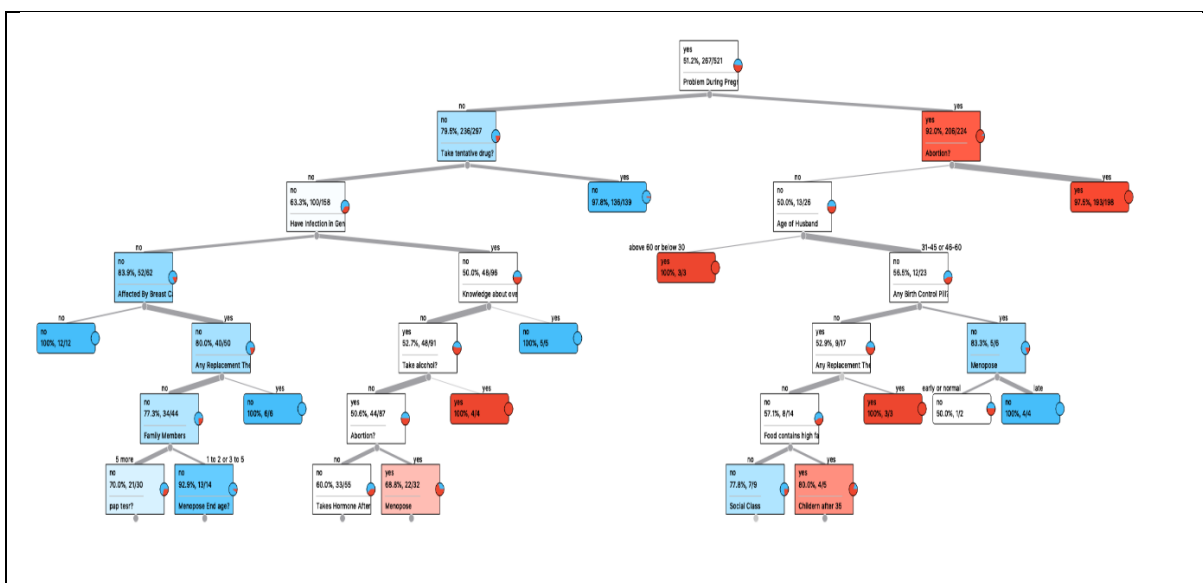 yes
51.2%, 267/521
Problem During Preg
no
yes
no
79.5%, 236/297
Take tentative drug?
yes
92.0%, 206/224
Abortion?
no
yes
no
yes
no
63.3%, 100/158
Have Infection in Gen
no
97.8%, 136/139
no
50.0%, 13/26
Age of Husband
yes
97.5%, 193/198
no
yes
above 60 or below 30
31-45 or 46-60
no
83.9%, 52/62
Affected By Breast C
no
50.0%, 48/96
Knowledge about ove
yes
100%, 3/3
no
56.5%, 12/23
Any Birth Control Pill?
no
yes
no
yes
no
yes
no
100%, 12/12
no
80.0%, 40/50
Any Replacement The
yes
52.7%, 48/91
Take alcohol?
no
100%, 5/5
no
52.9%, 9/17
Any Replacement The
no
83.3%, 5/6
Menopose
no
yes
no
yes
no
yes
early or normal
late
no
77.3%, 34/44
Family Members
no
100%, 6/6
yes
50.6%, 44/87
Abortion?
yes
100%, 4/4
no
57.1%, 8/14
Food contains high fa
yes
100%, 3/3
no
50.0%, 1/2
no
100%, 4/4
5 more
1 to 2 or 3 to 5
no
yes
no
yes
no
70.0%, 21/30
pap tesr?
no
92.9%, 13/14
Menopose End age?
no
60.0%, 33/55
Takes Hormone After
yes
68.8%, 22/32
Menopose
no
77.8%, 7/9
Social Class
yes
80.0%, 4/5
Childern after 35